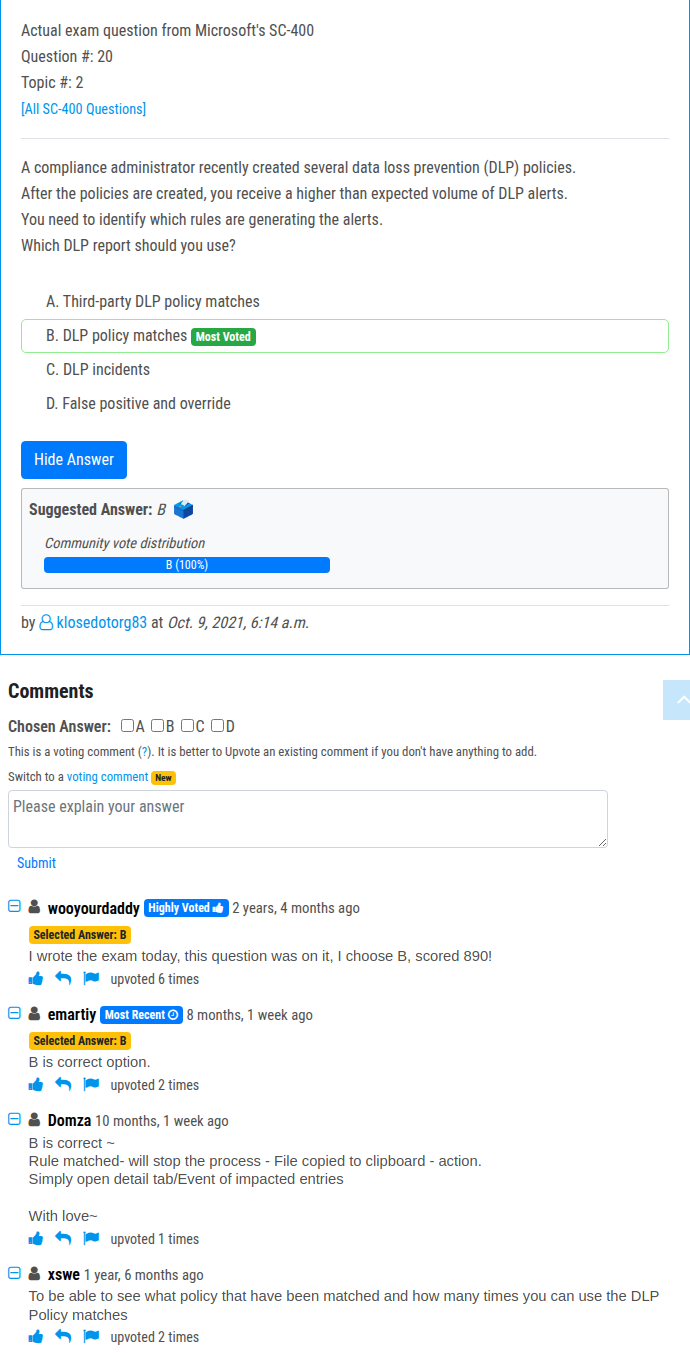 Actual exam question from Microsoft's SC-400
Question #: 20
Topic #: 2
[All SC-400 Questions]
A compliance administrator recently created several data loss prevention (DLP) policies.
After the policies are created, you receive a higher than expected volume of DLP alerts.
You need to identify which rules are generating the alerts.
Which DLP report should you use?
A. Third-party DLP policy matches
B. DLP policy matches Most Voted
C. DLP incidents
D. False positive and override
Hide Answer
Suggested Answer: B
Community vote distribution
B (100%)
by klosedotorg83 at Oct. 9, 2021, 6:14 a.m.
Comments
Chosen Answer: A B C D
This is a voting comment (?). It is better to Upvote an existing comment if you don't have anything to add.
Switch to a voting comment New
Please explain your answer
Submit
wooyourdaddy Highly Voted 2 years, 4 months ago
Selected Answer: B
I wrote the exam today, this question was on it, I choose B, scored 890!
upvoted 6 times
emartiy Most Recent 8 months, 1 week ago
Selected Answer: B
B is correct option.
upvoted 2 times
Domza 10 months, 1 week ago
B is correct ~
Rule matched- will stop the process - File copied to clipboard - action.
Simply open detail tab/Event of impacted entries
With love~
upvoted 1 times
xswe 1 year, 6 months ago
To be able to see what policy that have been matched and how many times you can use the DLP
Policy matches
upvoted 2 times